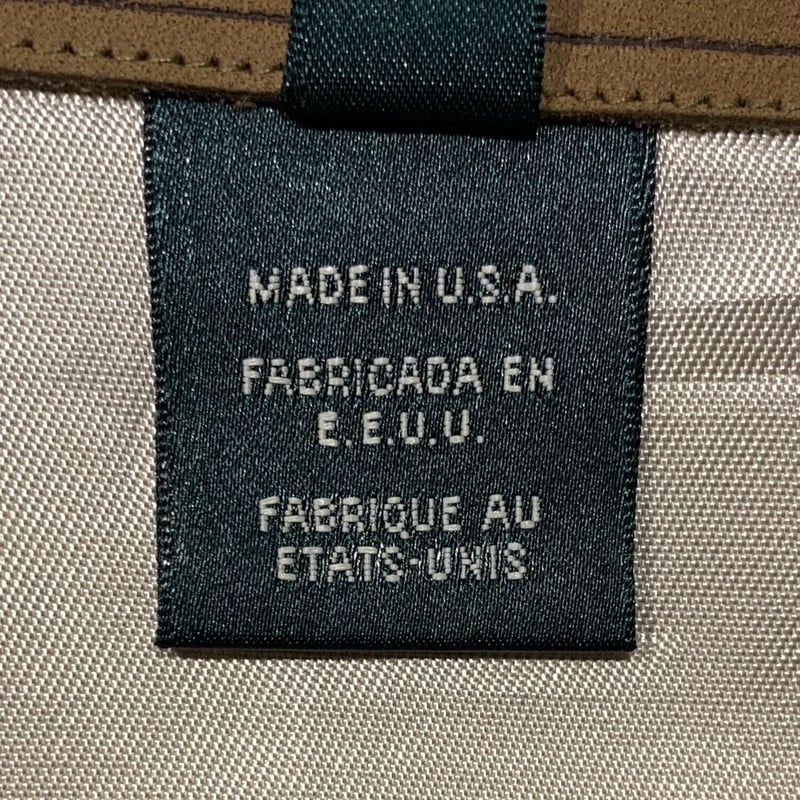 MADE IN U.S.A.
FABRICADA EN
E.E.U.U.
FABRIQUE AU
ETATS-UNIS